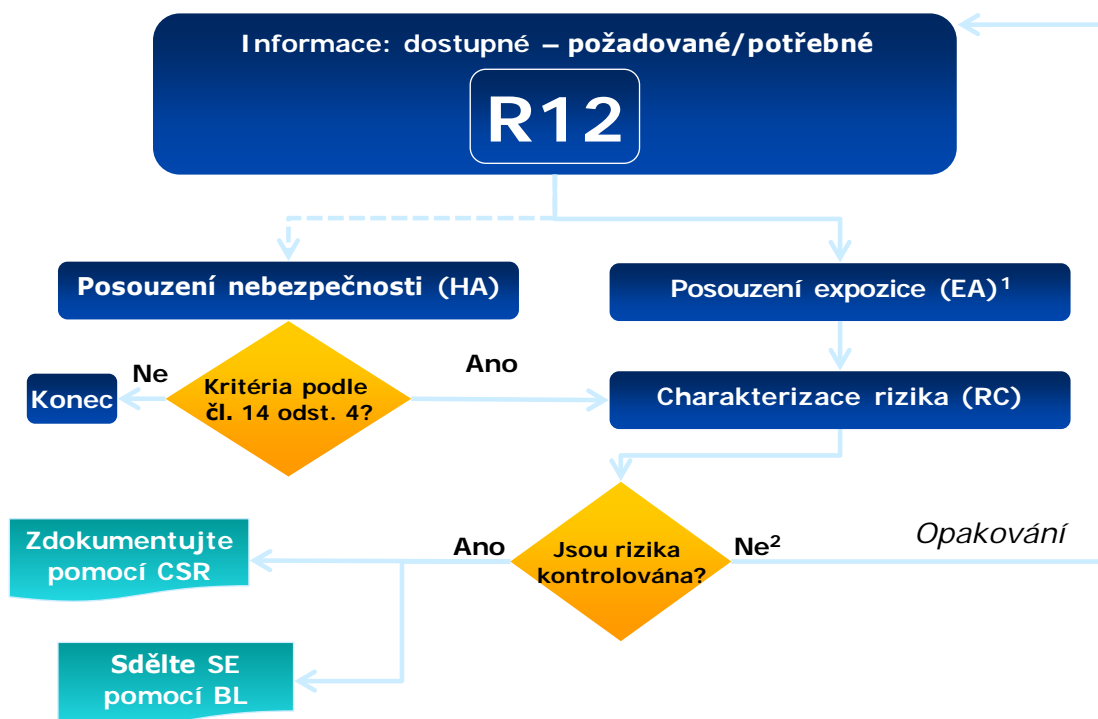 Informace: dostupné – požadované/potřebné
R12
Posouzení nebezpečnosti (HA)
Posouzení expozice (EA)¹
Ne
Kritéria podle
čl. 14 odst. 4?
Ano
Konec
Charakterizace rizika (RC)
Zdokumentujte
pomocí CSR
Ano
Jsou rizika
kontrolována?
Ne²
Opakování
Sdělte SE
pomocí BL